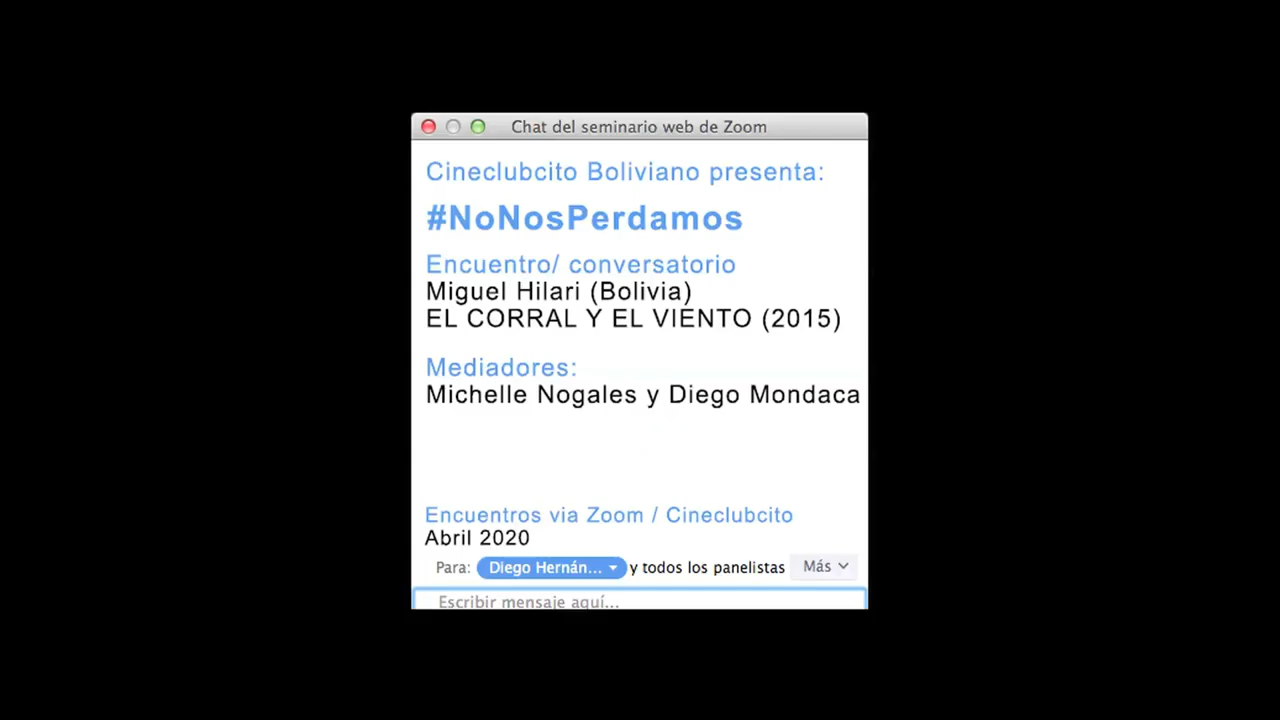 Chat del seminario web de Zoom
Cineclubcito Boliviano presenta:
#NoNosPerdamos
Encuentro/ conversatorio
Miguel Hilari (Bolivia)
EL CORRAL Y EL VIENTO (2015)
Mediadores:
Michelle Nogales y Diego Mondaca
Encuentros via Zoom / Cineclubcito
Abril 2020
Para: Diego Hernán... y todos los panelistas Más
Escribir mensaje aquí...